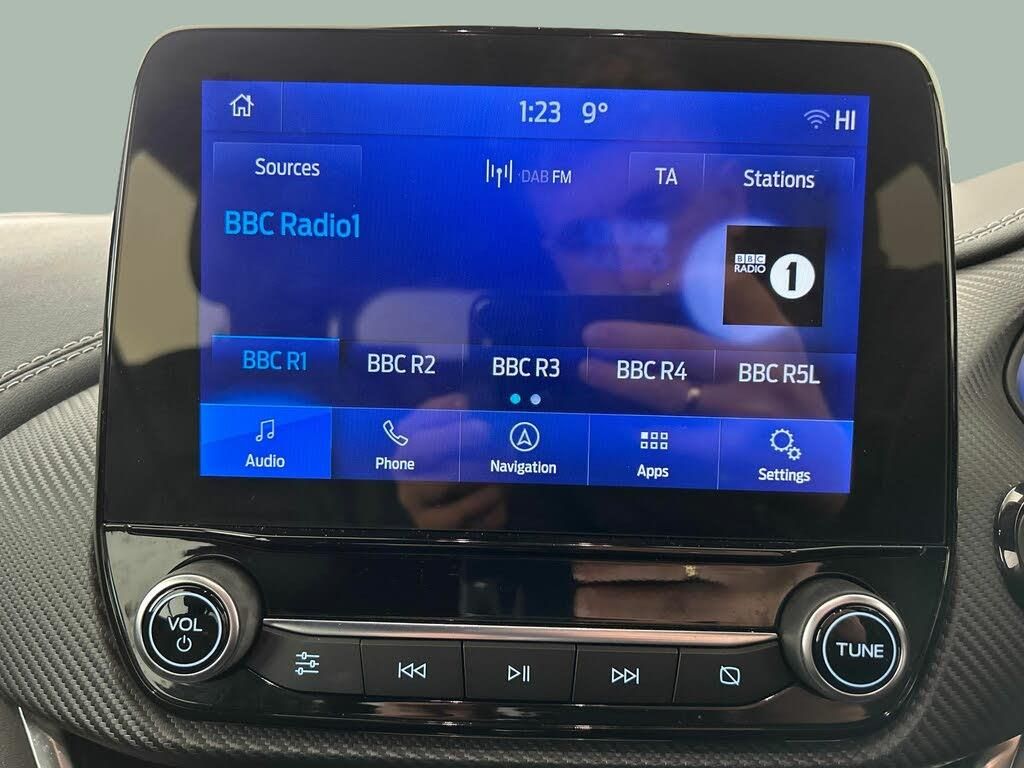 1:23 9°
HI
Sources
DAB FM
TA
Stations
BBC Radio1
BBC
RADIO
1
BBC R1
BBC R2
BBC R3
BBC R4
BBC R5L
Audio
Phone
Navigation
Apps
Settings
VOL
TUNE